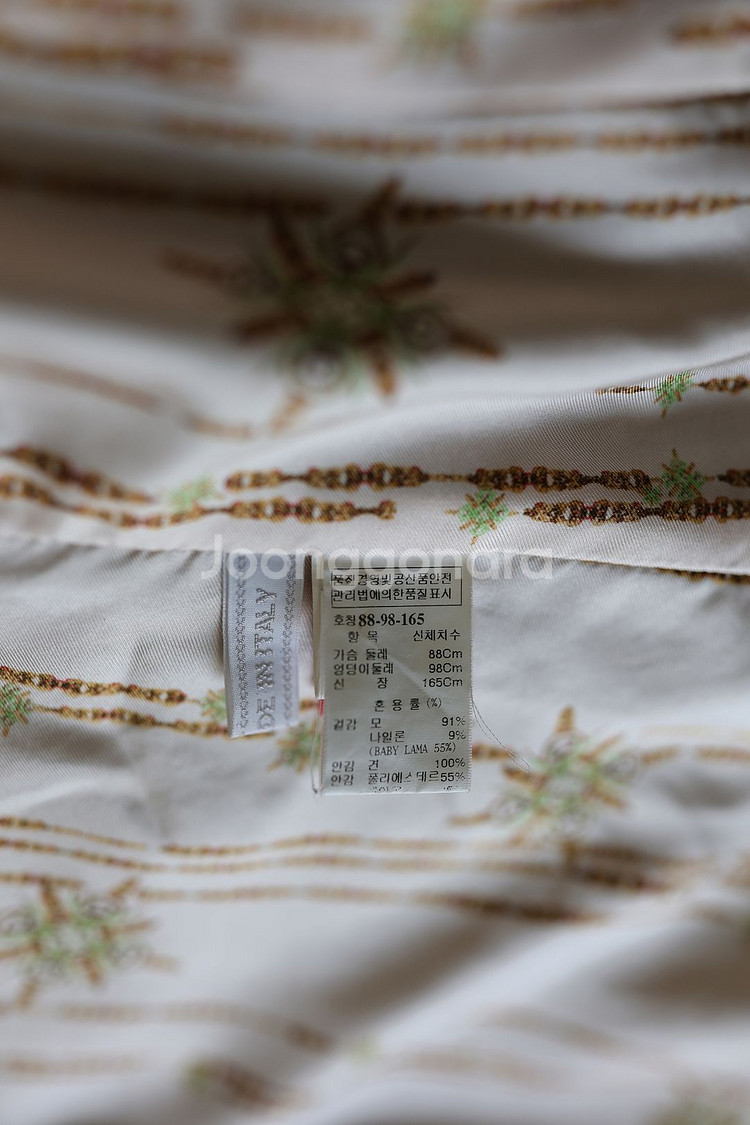 Joonggonara
품질경영및공산품안전
관리법에의한품질표시
호칭 88-98-165
항 목 신체치수
가슴 둘레 88Cm
엉덩이둘레 98Cm
신 장 165Cm
혼 용 률 (%)
겉감 모 91%
나일론 9%
(BABY LAMA 55%)
안감 견 100%
안감 폴리에스테르55%
DE IN ITALY